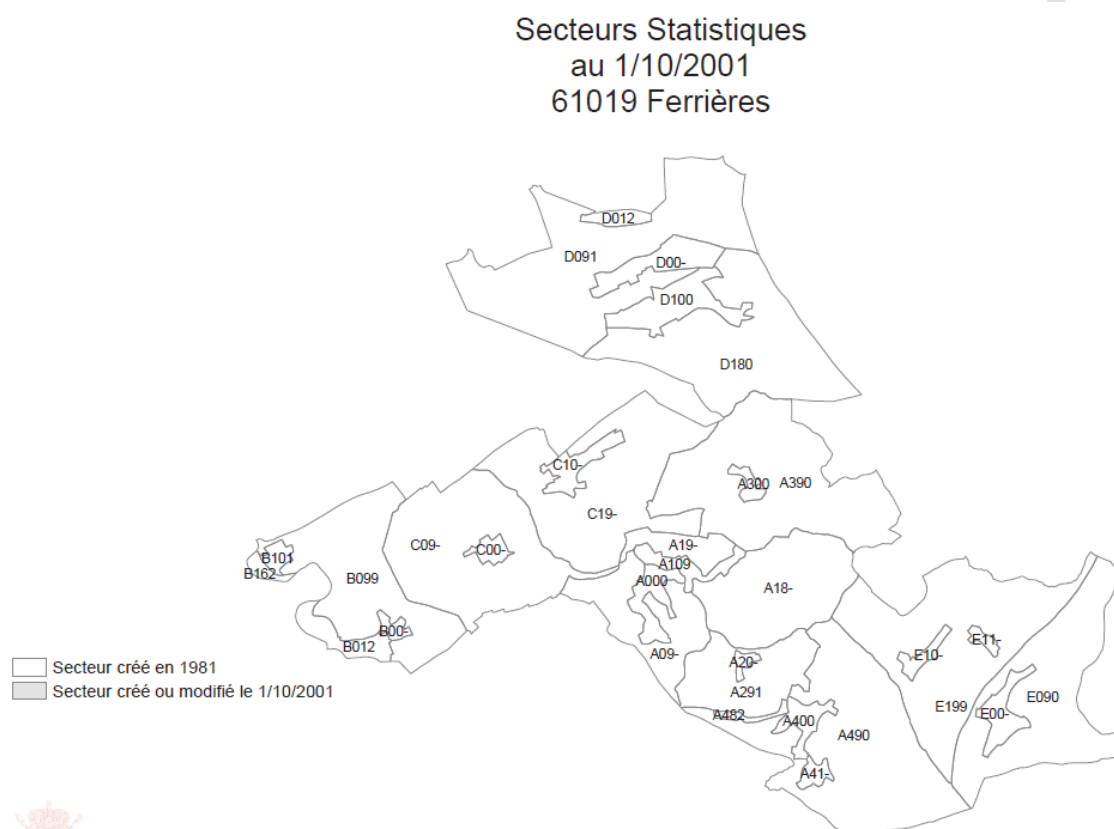 Secteurs Statistiques
au 1/10/2001
61019 Ferrières
D012
D091
D00-
D100
D180
C10-
A300
A390
C19-
C09-
C00-
A19-
B101
A109
B162
B099
A000
A18-
B00-
B012
A09-
E11-
E10-
A20-
Secteur créé en 1981
Secteur créé ou modifié le 1/10/2001
A291
E090
E199
E00-
A482
A400
A490
A41-